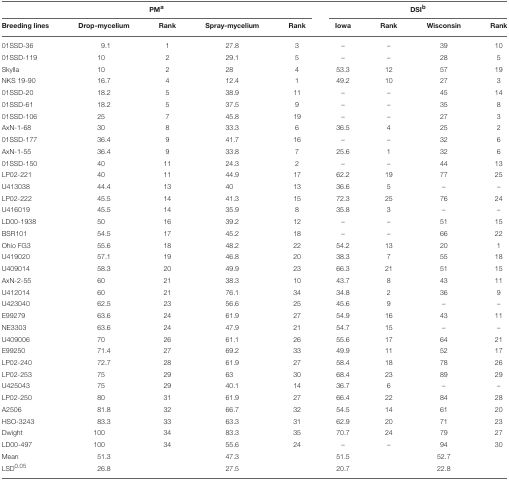 PMa DSIb
Breeding lines Drop-mycelium Rank Spray-mycelium Rank Iowa Rank Wisconsin Rank
01SSD-36 9.1 1 27.8 3 – – 39 10
01SSD-119 10 2 29.1 5 – – 28 5
Skylla 10 2 28 4 53.3 12 57 19
NKS 19-90 16.7 4 12.4 1 49.2 10 27 3
01SSD-20 18.2 5 38.9 11 – – 45 14
01SSD-61 18.2 5 37.5 9 – – 35 8
01SSD-106 25 7 45.8 19 – – 27 3
AxN-1-68 30 8 33.3 6 36.5 4 25 2
01SSD-177 36.4 9 41.7 16 – – 32 6
AxN-1-55 36.4 9 33.8 7 25.6 1 32 6
01SSD-150 40 11 24.3 2 – – 44 13
LP02-221 40 11 44.9 17 62.2 19 77 25
U413038 44.4 13 40 13 36.6 5 – –
LP02-222 45.5 14 41.3 15 72.3 25 76 24
U416019 45.5 14 35.9 8 35.8 3 – –
LD00-1938 50 16 39.2 12 – – 51 15
BSR101 54.5 17 45.2 18 – – 66 22
Ohio FG3 55.6 18 48.2 22 54.2 13 20 1
U419020 57.1 19 46.8 20 38.3 7 55 18
U409014 58.3 20 49.9 23 66.3 21 51 15
AxN-2-55 60 21 38.3 10 43.7 8 43 11
U412014 60 21 76.1 34 34.8 2 36 9
U423040 62.5 23 56.6 25 45.6 9 – –
E99279 63.6 24 61.9 27 54.9 16 43 11
NE3303 63.6 24 47.9 21 54.7 15 – –
U409006 70 26 61.1 26 55.6 17 64 21
E99250 71.4 27 69.2 33 49.9 11 52 17
LP02-240 72.7 28 61.9 27 58.4 18 78 26
LP02-253 75 29 63 30 68.4 23 89 29
U425043 75 29 40.1 14 36.7 6 – –
LP02-250 80 31 61.9 27 66.4 22 84 28
A2506 81.8 32 66.7 32 54.5 14 61 20
HSO-3243 83.3 33 63.3 31 62.9 20 71 23
Dwight 100 34 83.3 35 70.7 24 79 27
LD00-497 100 34 55.6 24 – – 94 30
Mean 51.3 47.3 51.5 52.7
LSD0.05 26.8 27.5 20.7 22.8